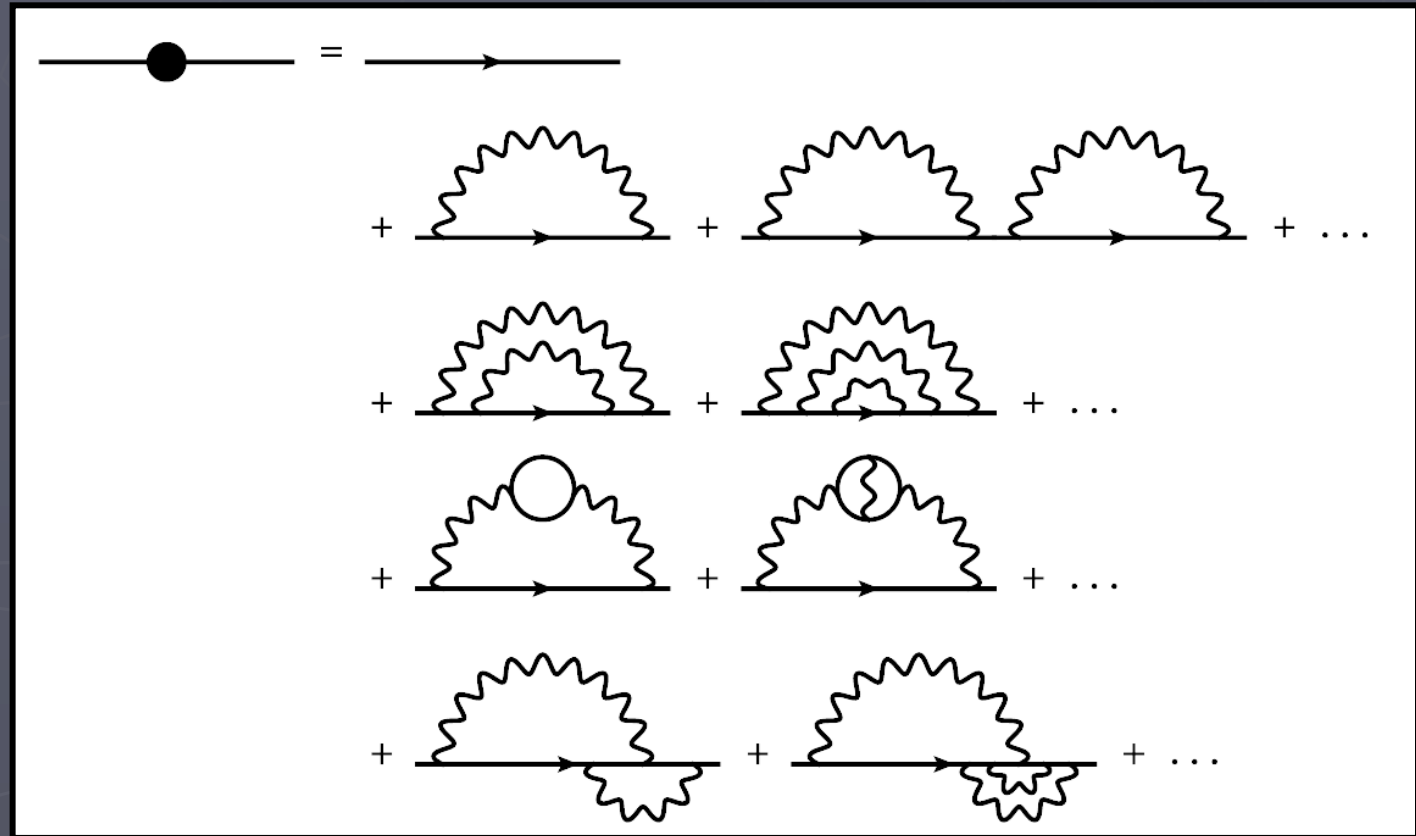 =
+ + + ...
+ + + ...
+ + + ...
+ + + ...